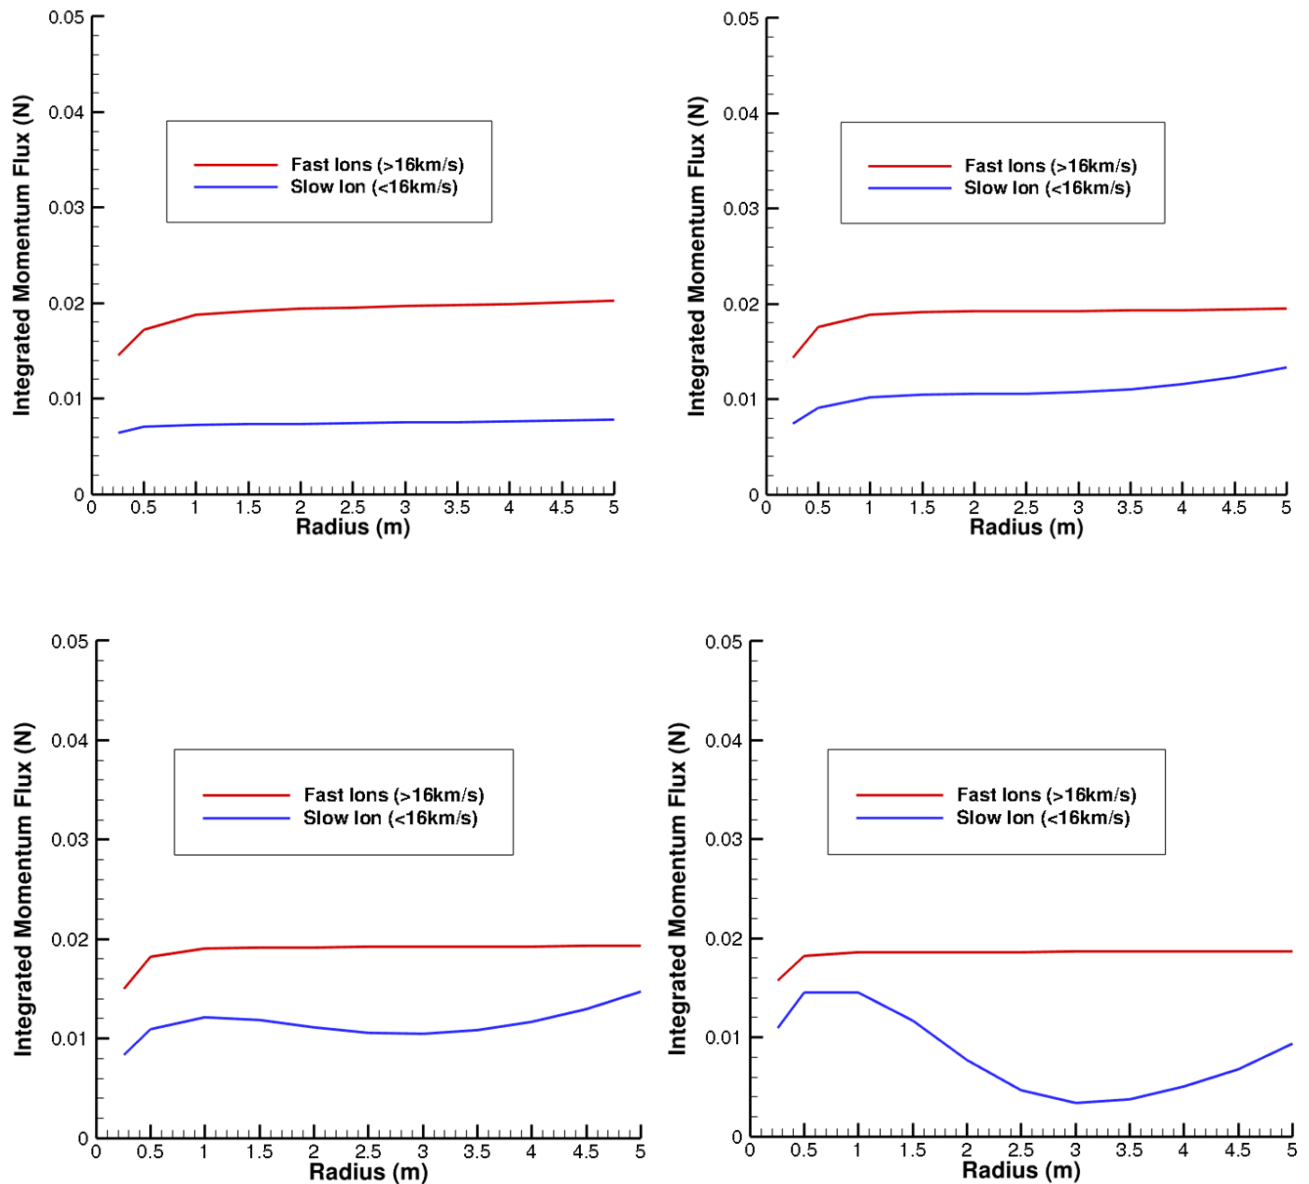 0.05
0.04
0.03
0.02
0.01
0
Integrated Momentum Flux (N)
Fast Ions (>16km/s)
Slow Ion (<16km/s)
0 0.5 1 1.5 2 2.5 3 3.5 4 4.5 5
Radius (m)
0.05
0.04
0.03
0.02
0.01
0
Integrated Momentum Flux (N)
Fast Ions (>16km/s)
Slow Ion (<16km/s)
0 0.5 1 1.5 2 2.5 3 3.5 4 4.5 5
Radius (m)
0.05
0.04
0.03
0.02
0.01
0
Integrated Momentum Flux (N)
Fast Ions (>16km/s)
Slow Ion (<16km/s)
0 0.5 1 1.5 2 2.5 3 3.5 4 4.5 5
Radius (m)
0.05
0.04
0.03
0.02
0.01
0
Integrated Momentum Flux (N)
Fast Ions (>16km/s)
Slow Ion (<16km/s)
0 0.5 1 1.5 2 2.5 3 3.5 4 4.5 5
Radius (m)